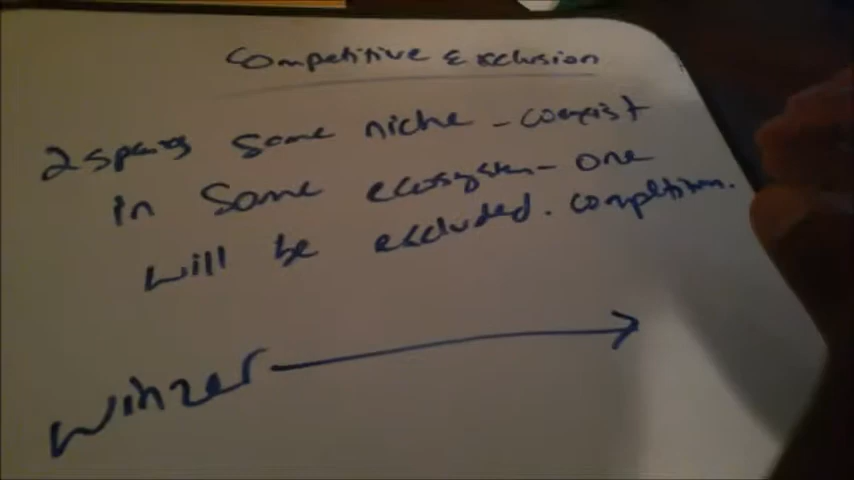 Competitive Exclusion
2 species same niche - coexist
in same ecosystem - one
will be excluded. competition.
winner